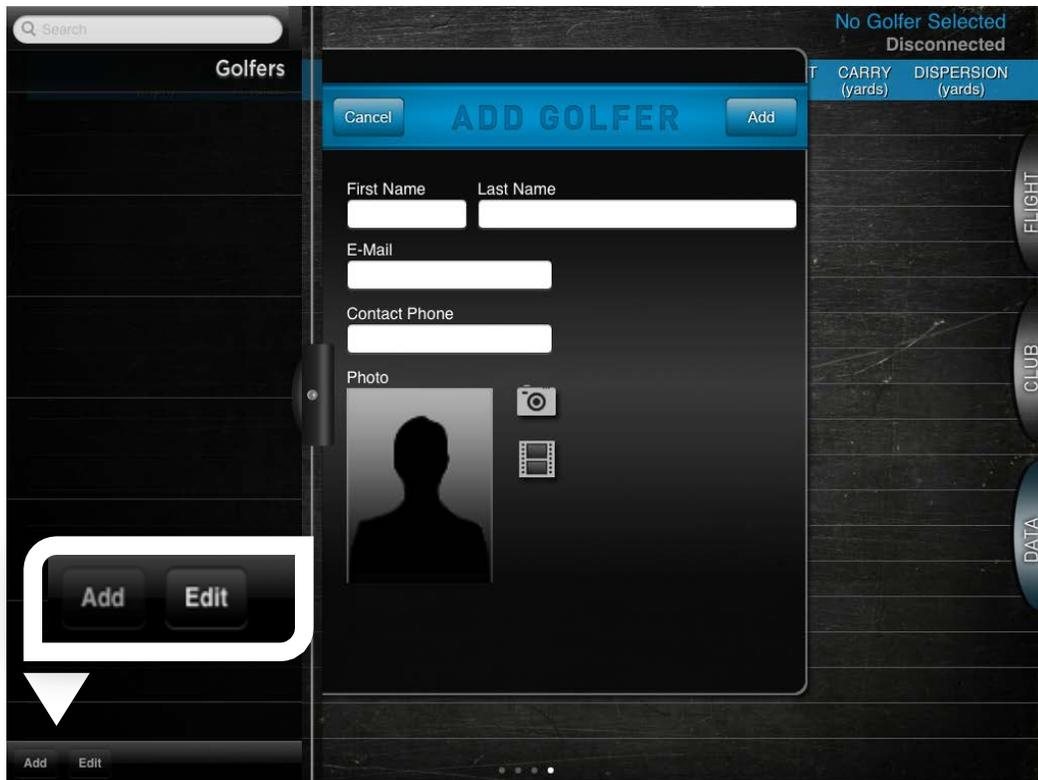 Search
No Golfer Selected
Disconnected
Golfers
T CARRY DISPERSION
(yards) (yards)
Cancel ADD GOLFER Add
First Name Last Name
E-Mail
Contact Phone
Photo
FLIGHT
CLUB
DATA
Add Edit
Add Edit